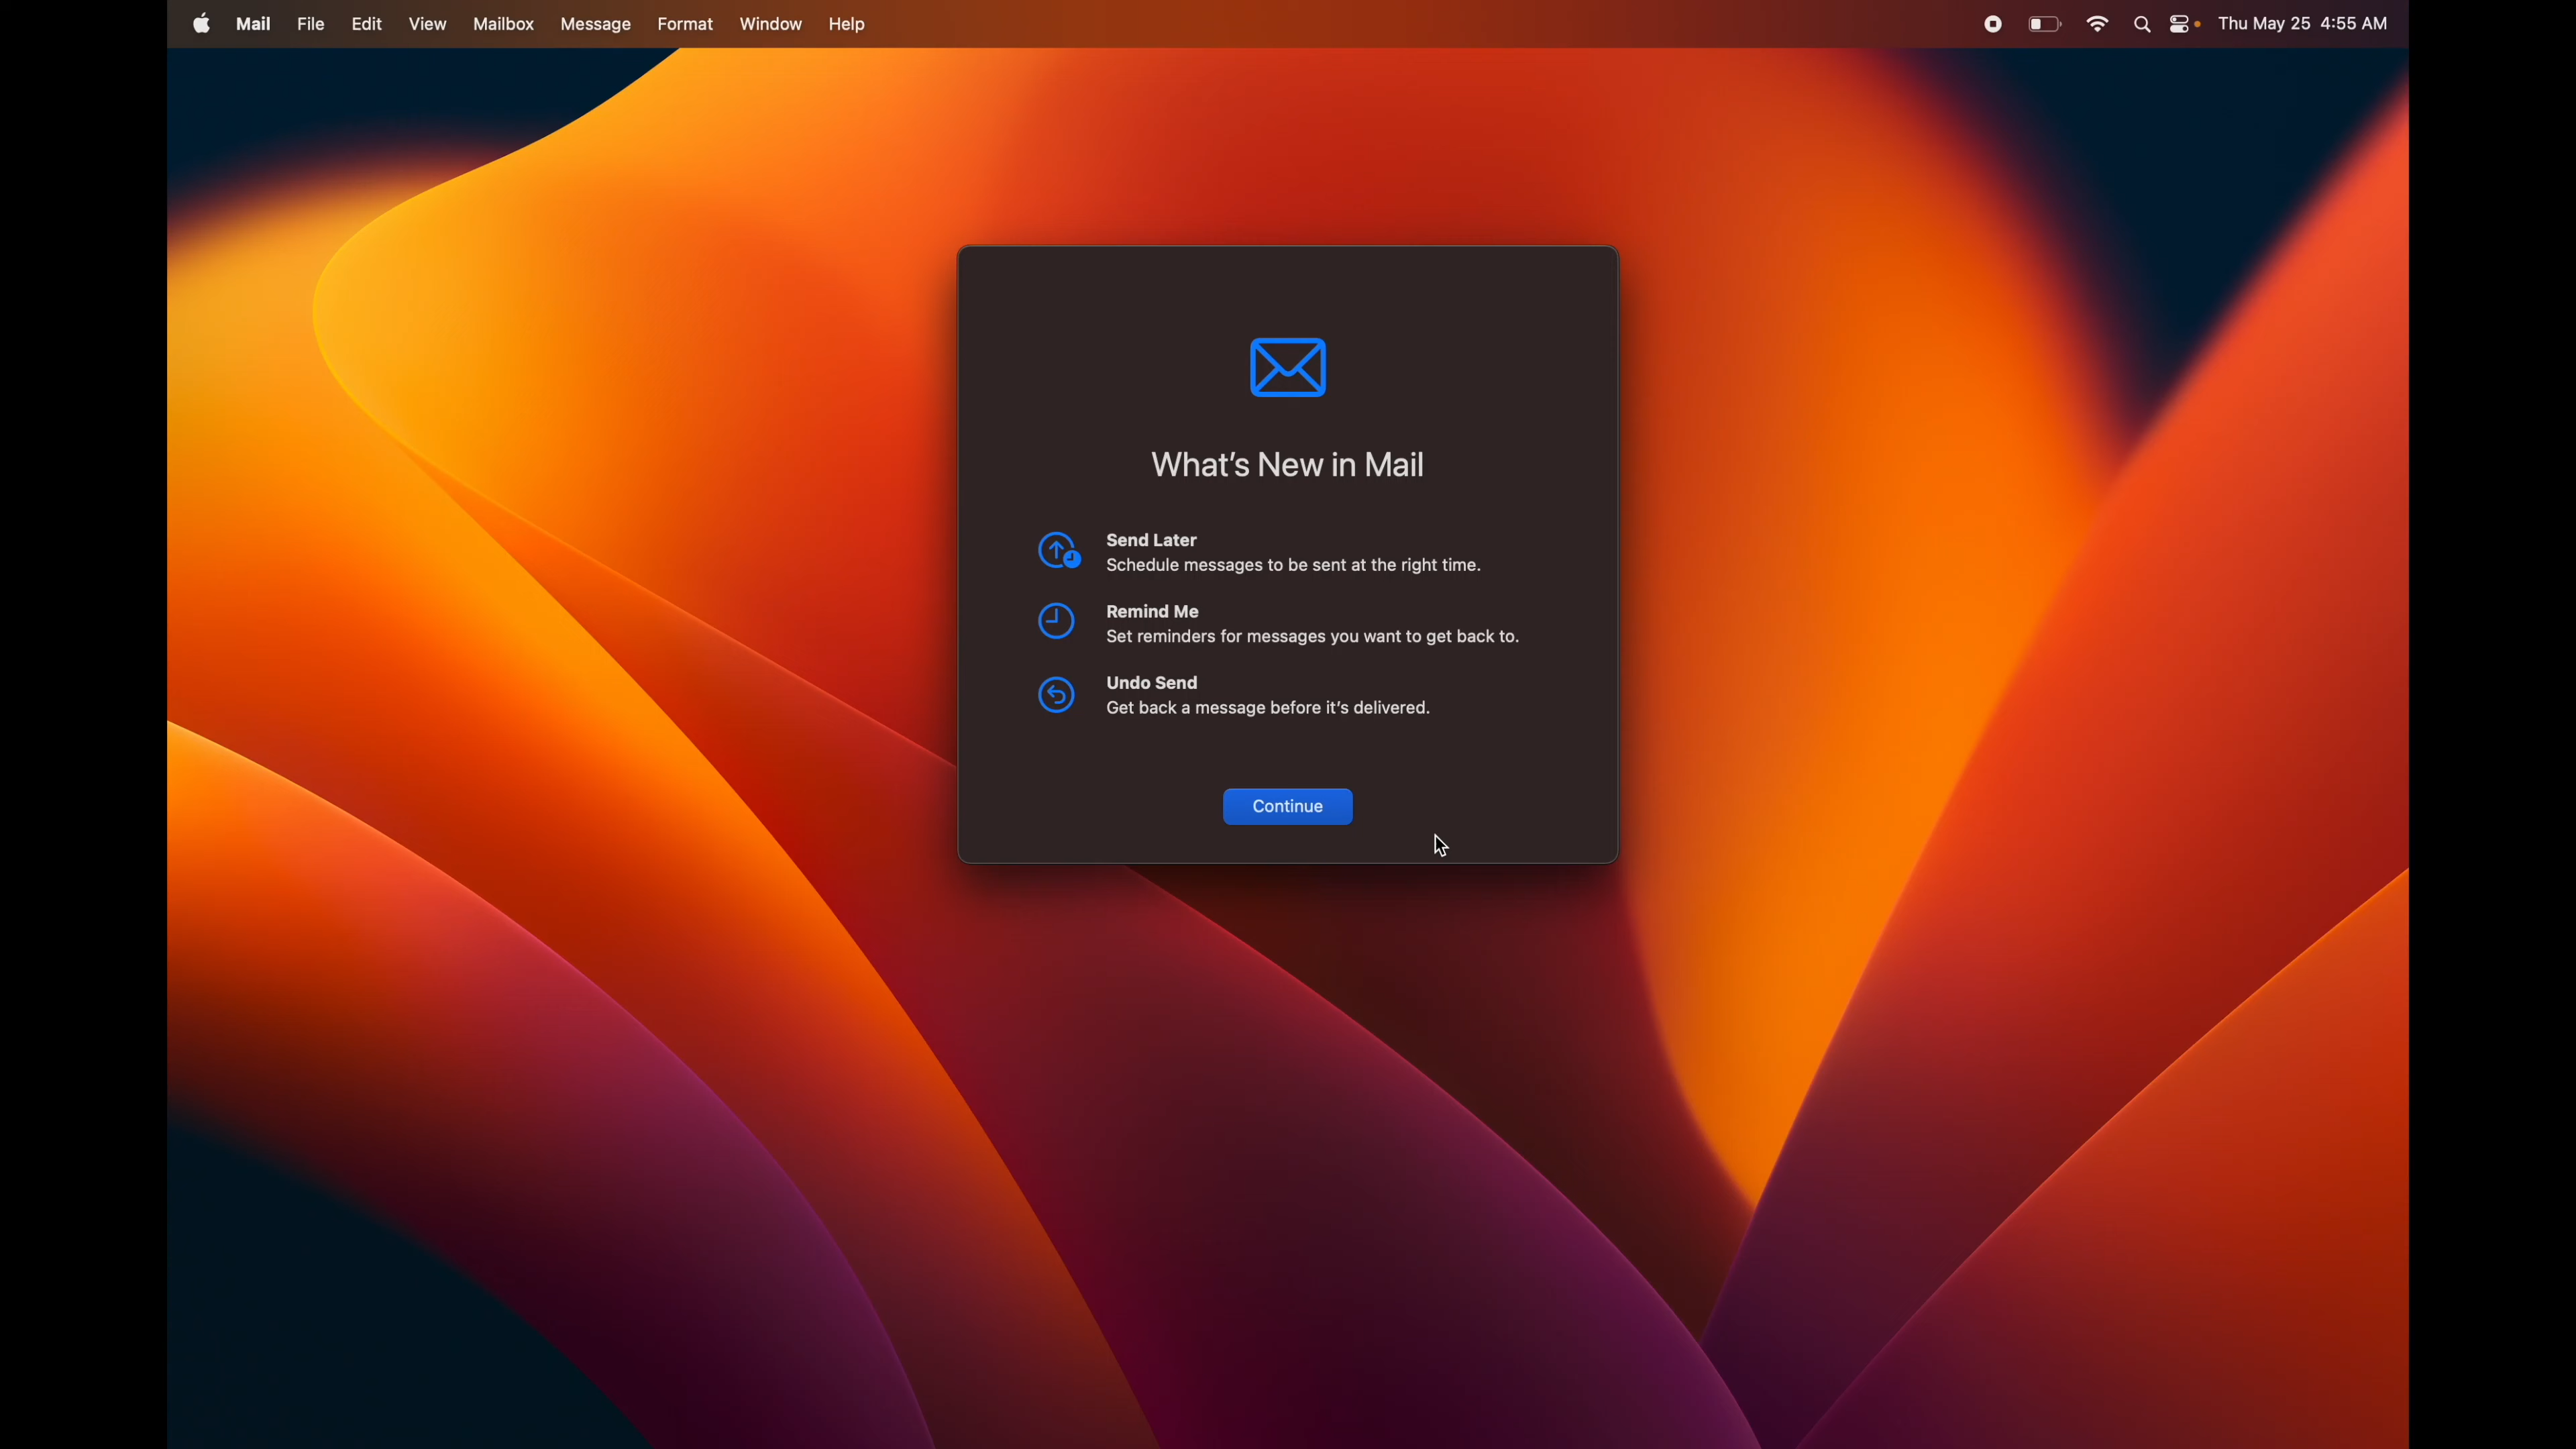 Mail File Edit View Mailbox Message Format Window Help Thu May 25 4:55 AM
What's New in Mail
Send Later
Schedule messages to be sent at the right time.
Remind Me
Set reminders for messages you want to get back to.
Undo Send
Get back a message before it's delivered.
Continue